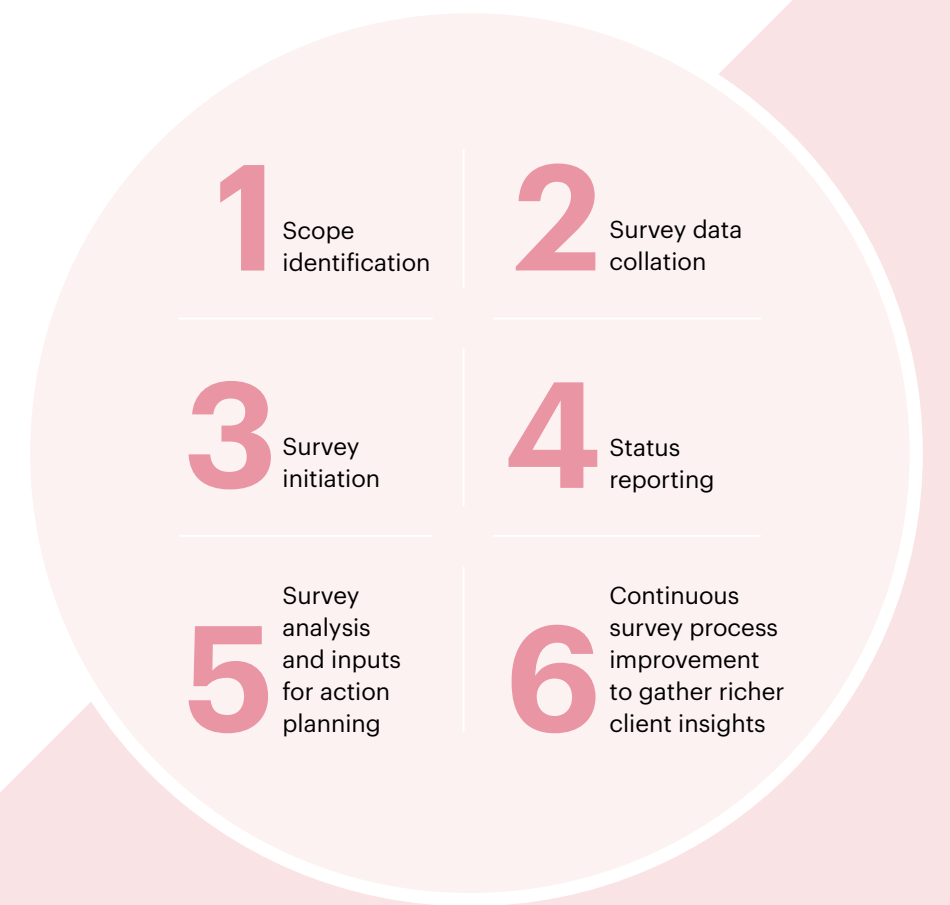 1 Scope
identification
2 Survey data
collation
3 Survey
initiation
4 Status
reporting
5 Survey
analysis
and inputs
for action
planning
6 Continuous
survey process
improvement
to gather richer
client insights